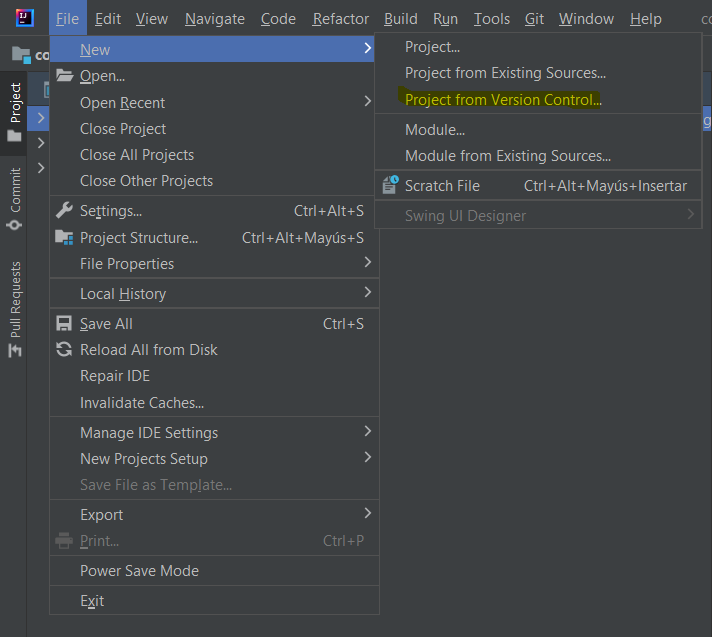 IJ
File Edit View Navigate Code Refactor Build Run Tools Git Window Help
co
Project
Commit
Pull Requests
New
Open...
Open Recent
Close Project
Close All Projects
Close Other Projects
Settings... Ctrl+Alt+S
Project Structure... Ctrl+Alt+Mayús+S
File Properties
Local History
Save All Ctrl+S
Reload All from Disk
Repair IDE
Invalidate Caches...
Manage IDE Settings
New Projects Setup
Save File as Template...
Export
Print... Ctrl+P
Power Save Mode
Exit
Project...
Project from Existing Sources...
Project from Version Control...
Module...
Module from Existing Sources...
Scratch File Ctrl+Alt+Mayús+Insertar
Swing UI Designer